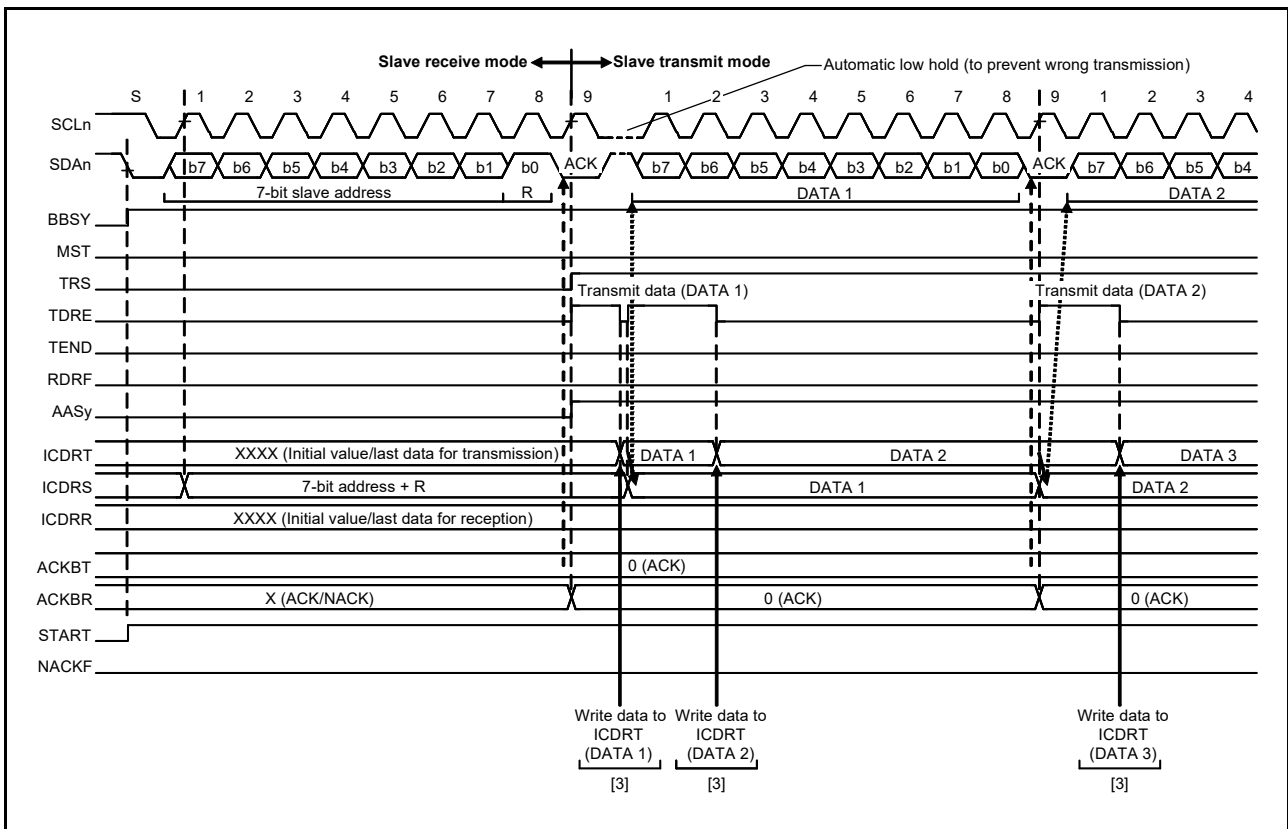 Slave receive mode Slave transmit mode
Automatic low hold (to prevent wrong transmission)
S 1 2 3 4 5 6 7 8 9 1 2 3 4 5 6 7 8 9 1 2 3 4
SCLn
SDAn b7 b6 b5 b4 b3 b2 b1 b0 ACK b7 b6 b5 b4 b3 b2 b1 b0 ACK b7 b6 b5 b4
7-bit slave address R DATA 1 DATA 2
BBSY
MST
TRS
Transmit data (DATA 1) Transmit data (DATA 2)
TDRE
TEND
RDRF
AASy
ICDRT XXXX (Initial value/last data for transmission) DATA 1 DATA 2 DATA 3
ICDRS 7-bit address + R DATA 1 DATA 2
ICDRR XXXX (Initial value/last data for reception)
ACKBT 0 (ACK)
ACKBR X (ACK/NACK) 0 (ACK) 0 (ACK)
START
NACKF
Write data to Write data to Write data to
ICDRT ICDRT ICDRT
(DATA 1) (DATA 2) (DATA 3)
[3] [3] [3]